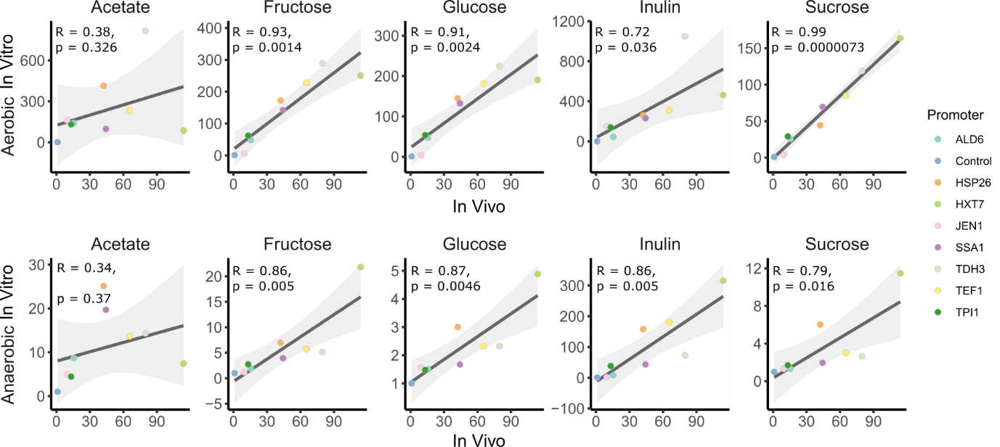 Acetate Fructose Glucose Inulin Sucrose
R = 0.38, R = 0.93, R = 0.91, R = 0.72 R = 0.99
p = 0.326 p = 0.0014 p = 0.0024 p = 0.036 p = 0.0000073
Aerobic In Vitro
600
300
0
400
300
200
100
0
300
200
100
0
1200
800
400
0
150
100
50
0
0 30 60 90 0 30 60 90 0 30 60 90 0 30 60 90 0 30 60 90
In Vivo
Acetate Fructose Glucose Inulin Sucrose
R = 0.34, R = 0.86, R = 0.87, R = 0.86, R = 0.79,
p = 0.37 p = 0.005 p = 0.0046 p = 0.005 p = 0.016
Anaerobic In Vitro
30
20
10
0
20
15
10
5
0
−5
5
4
3
2
1
300
200
100
0
−100
12
8
4
0
0 30 60 90 0 30 60 90 0 30 60 90 0 30 60 90 0 30 60 90
In Vivo
Promoter
ALD6
Control
HSP26
HXT7
JEN1
SSA1
TDH3
TEF1
TPI1